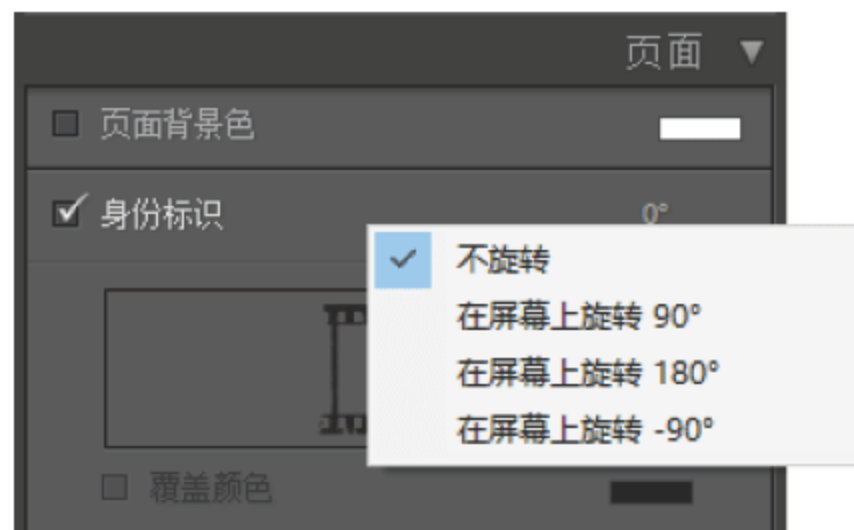 页面
页面背景色
身份标识 0°
不旋转
在屏幕上旋转 90°
在屏幕上旋转 180°
在屏幕上旋转 -90°
覆盖颜色